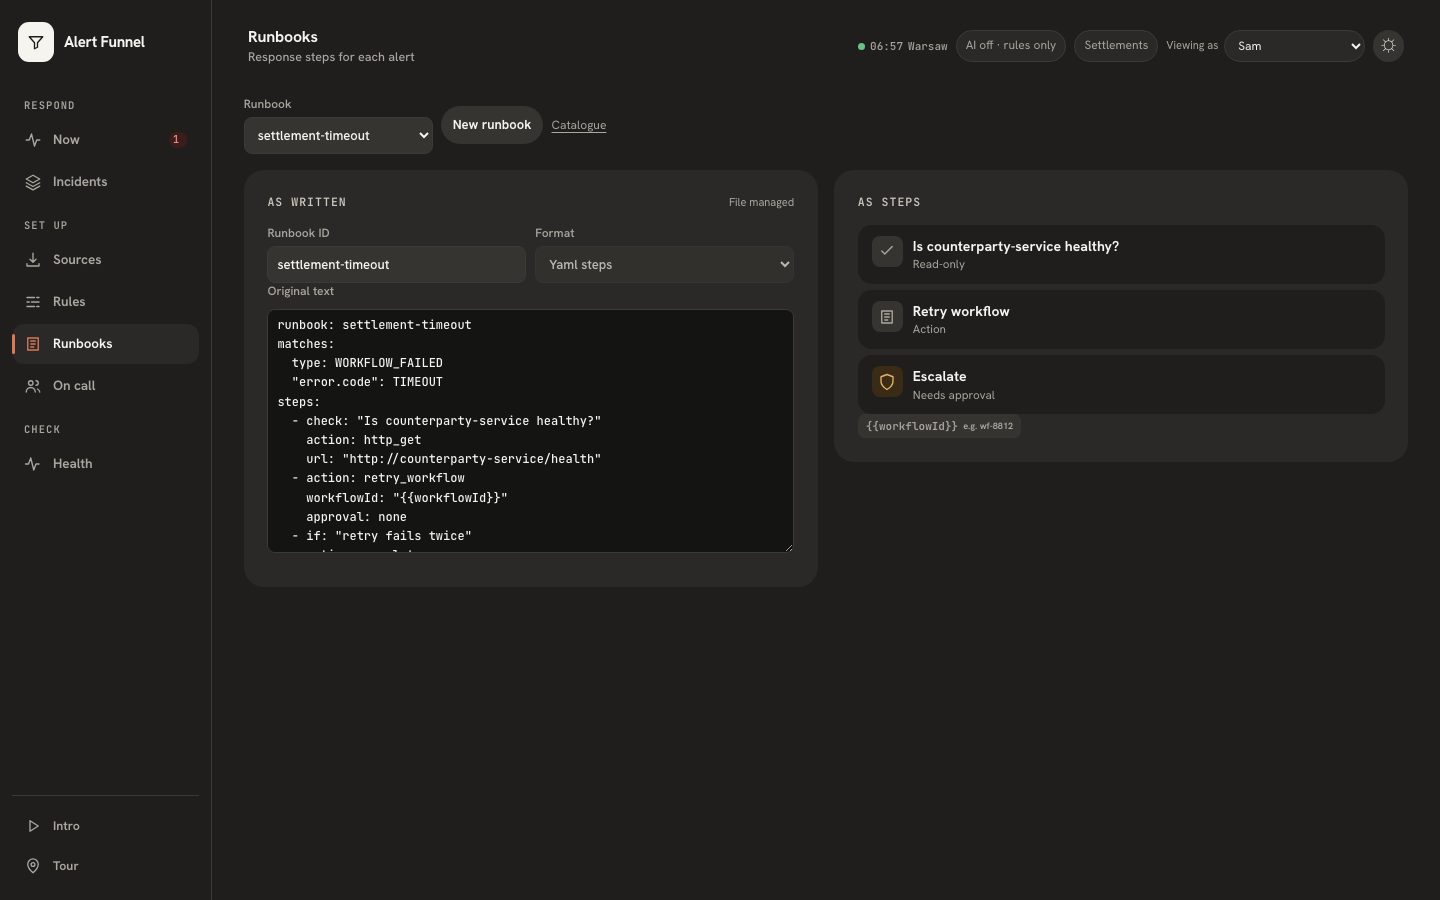 Alert Funnel
RESPOND
Now 1
Incidents
SET UP
Sources
Rules
Runbooks
On call
CHECK
Health
Intro
Tour
Runbooks
Response steps for each alert
06:57 Warsaw
AI off · rules only
Settlements
Viewing as
Sam
Runbook
settlement-timeout
New runbook
Catalogue
AS WRITTEN
File managed
Runbook ID
Format
settlement-timeout
Yaml steps
Original text
runbook: settlement-timeout
matches:
  type: WORKFLOW_FAILED
  "error.code": TIMEOUT
steps:
  - check: "Is counterparty-service healthy?"
    action: http_get
    url: "http://counterparty-service/health"
  - action: retry_workflow
    workflowId: "{{workflowId}}"
    approval: none
  - if: "retry fails twice"
AS STEPS
Is counterparty-service healthy?
Read-only
Retry workflow
Action
Escalate
Needs approval
{{workflowId}} e.g. wf-8812